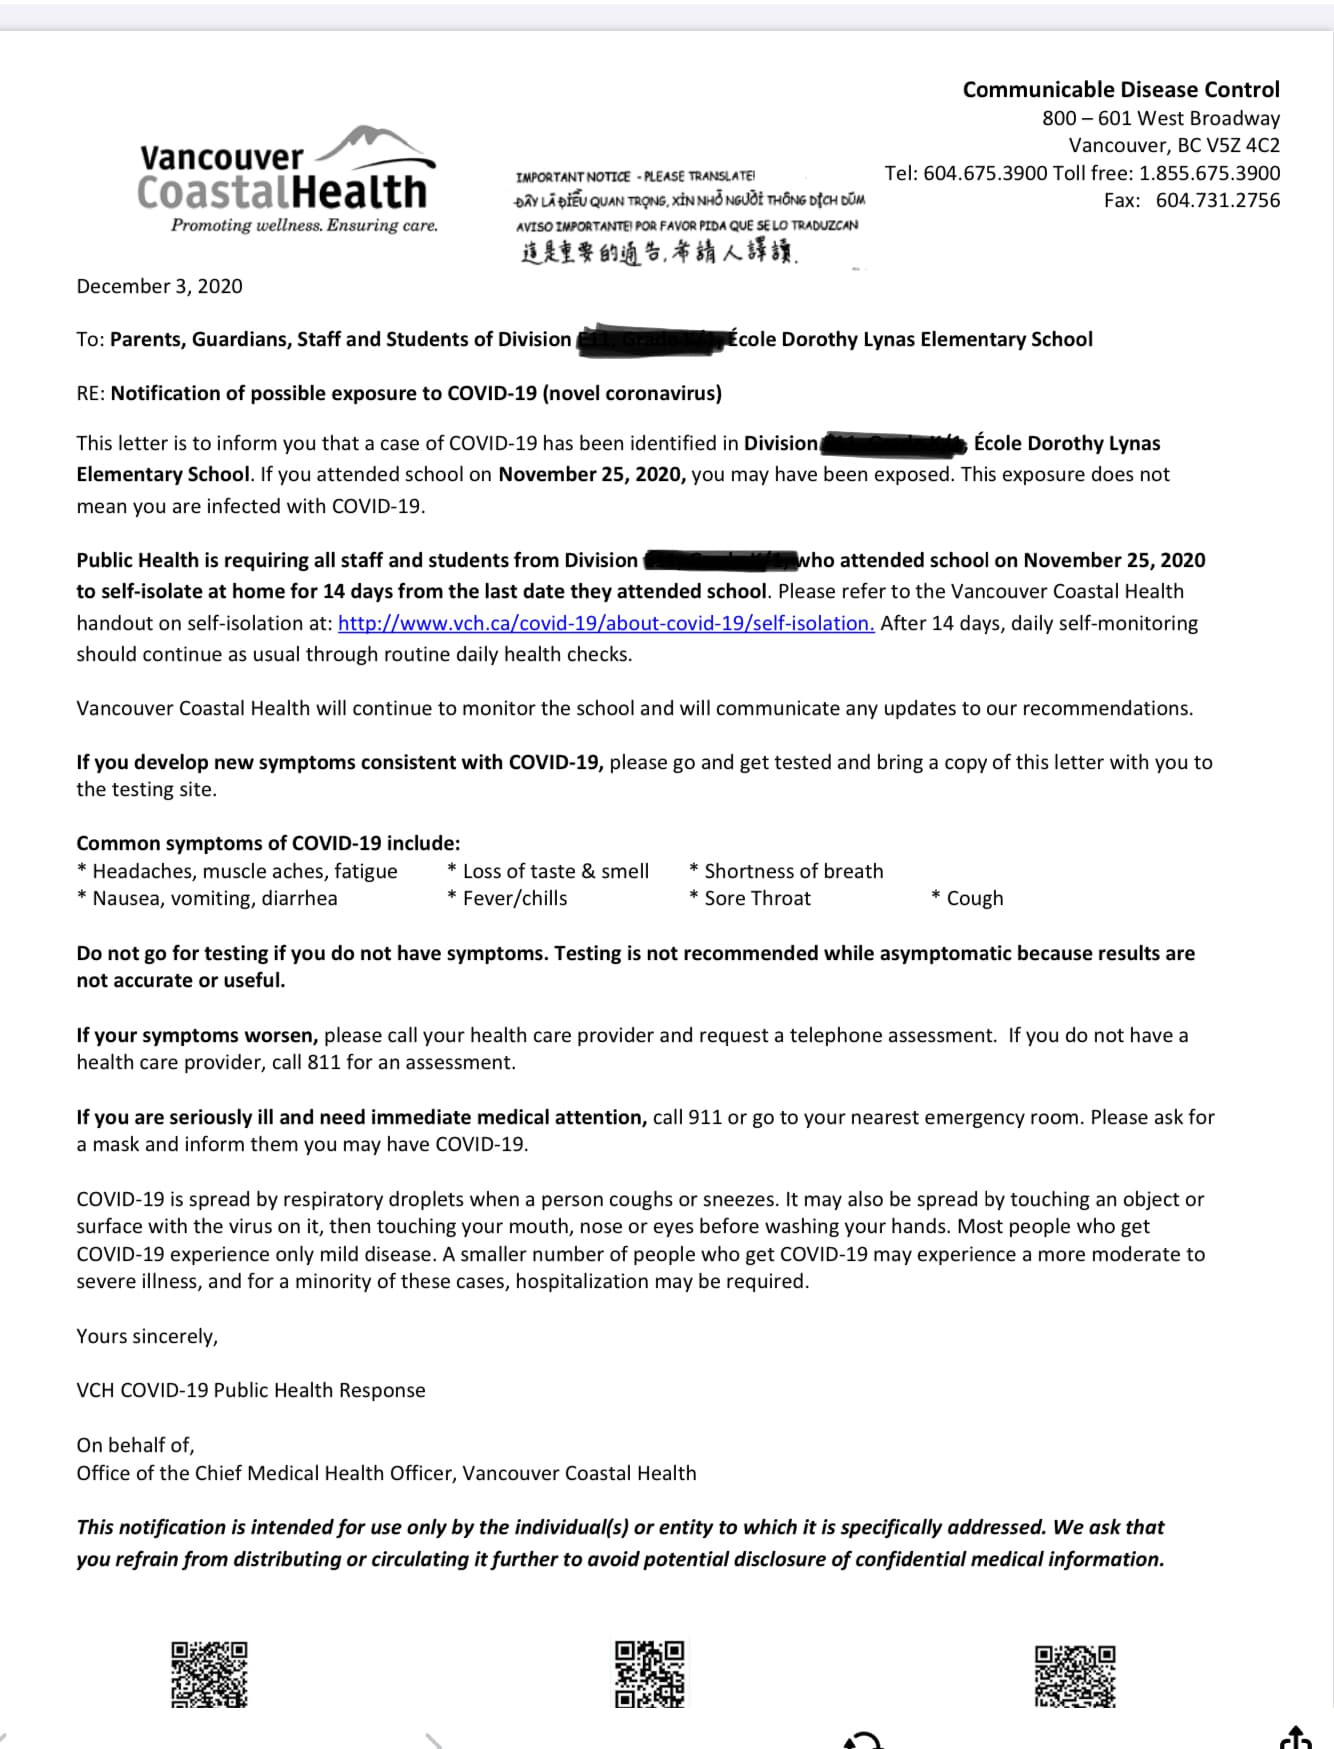 Communicable Disease Control
800 – 601 West Broadway
Vancouver, BC V5Z 4C2
Tel: 604.675.3900 Toll free: 1.855.675.3900
Fax: 604.731.2756
Vancouver
CoastalHealth
Promoting wellness. Ensuring care.
IMPORTANT NOTICE - PLEASE TRANSLATE!
ĐÂY LÀ ĐIỀU QUAN TRỌNG, XIN NHỜ NGƯỜI THÔNG DỊCH DÙM
AVISO IMPORTANTE! POR FAVOR PIDA QUE SE LO TRADUZCAN
這是重要的通告,希請人譯讀.
December 3, 2020
To: Parents, Guardians, Staff and Students of Division École Dorothy Lynas Elementary School
RE: Notification of possible exposure to COVID-19 (novel coronavirus)
This letter is to inform you that a case of COVID-19 has been identified in Division École Dorothy Lynas
Elementary School. If you attended school on November 25, 2020, you may have been exposed. This exposure does not
mean you are infected with COVID-19.
Public Health is requiring all staff and students from Division who attended school on November 25, 2020
to self-isolate at home for 14 days from the last date they attended school. Please refer to the Vancouver Coastal Health
handout on self-isolation at: http://www.vch.ca/covid-19/about-covid-19/self-isolation. After 14 days, daily self-monitoring
should continue as usual through routine daily health checks.
Vancouver Coastal Health will continue to monitor the school and will communicate any updates to our recommendations.
If you develop new symptoms consistent with COVID-19, please go and get tested and bring a copy of this letter with you to
the testing site.
Common symptoms of COVID-19 include:
* Headaches, muscle aches, fatigue * Loss of taste & smell * Shortness of breath
* Nausea, vomiting, diarrhea * Fever/chills * Sore Throat * Cough
Do not go for testing if you do not have symptoms. Testing is not recommended while asymptomatic because results are
not accurate or useful.
If your symptoms worsen, please call your health care provider and request a telephone assessment. If you do not have a
health care provider, call 811 for an assessment.
If you are seriously ill and need immediate medical attention, call 911 or go to your nearest emergency room. Please ask for
a mask and inform them you may have COVID-19.
COVID-19 is spread by respiratory droplets when a person coughs or sneezes. It may also be spread by touching an object or
surface with the virus on it, then touching your mouth, nose or eyes before washing your hands. Most people who get
COVID-19 experience only mild disease. A smaller number of people who get COVID-19 may experience a more moderate to
severe illness, and for a minority of these cases, hospitalization may be required.
Yours sincerely,
VCH COVID-19 Public Health Response
On behalf of,
Office of the Chief Medical Health Officer, Vancouver Coastal Health
This notification is intended for use only by the individual(s) or entity to which it is specifically addressed. We ask that
you refrain from distributing or circulating it further to avoid potential disclosure of confidential medical information.